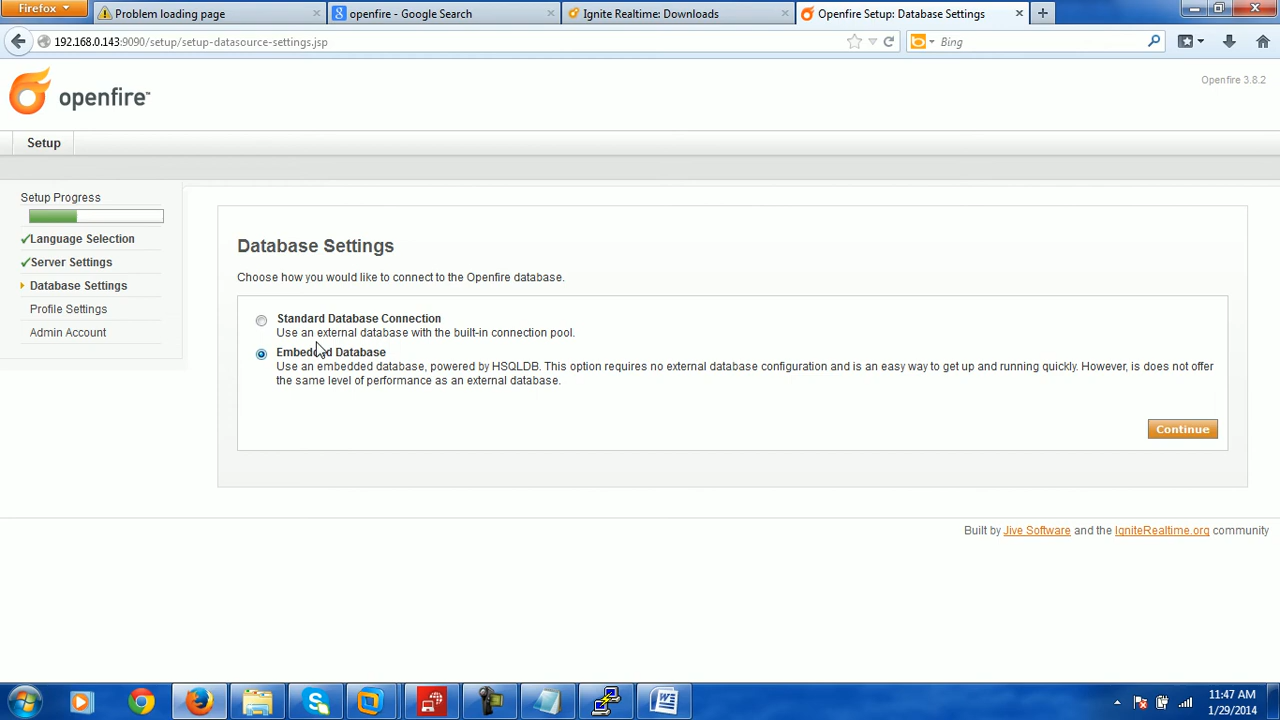 Firefox
Problem loading page
openfire - Google Search
Ignite Realtime: Downloads
Openfire Setup: Database Settings
192.168.0.143:9090/setup/setup-datasource-settings.jsp
Bing
openfire™
Openfire 3.8.2
Setup
Setup Progress
Language Selection
Server Settings
Database Settings
Profile Settings
Admin Account
Database Settings
Choose how you would like to connect to the Openfire database.
Standard Database Connection
Use an external database with the built-in connection pool.
Embedded Database
Use an embedded database, powered by HSQLDB. This option requires no external database configuration and is an easy way to get up and running quickly. However, is does not offer
the same level of performance as an external database.
Continue
Built by Jive Software and the IgniteRealtime.org community
11:47 AM
1/29/2014